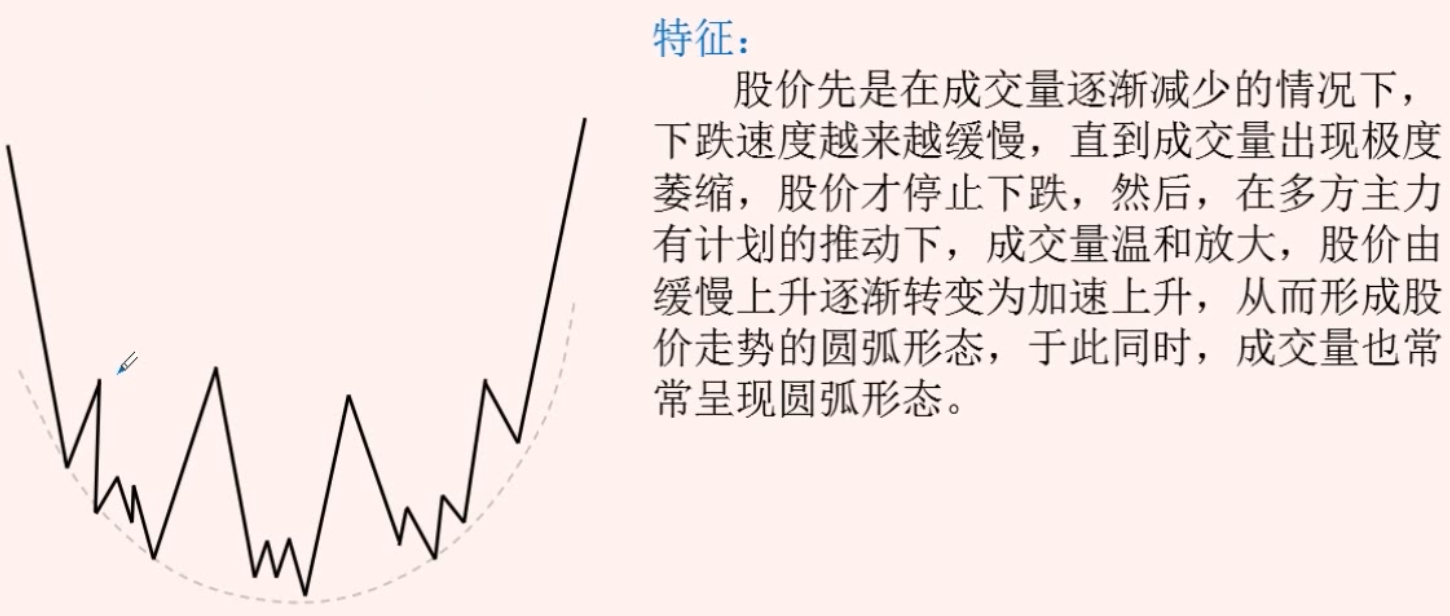 特征：
股价先是在成交量逐渐减少的情况下，
下跌速度越来越缓慢，直到成交量出现极度
萎缩，股价才停止下跌，然后，在多方主力
有计划的推动下，成交量温和放大，股价由
缓慢上升逐渐转变为加速上升，从而形成股
价走势的圆弧形态，于此同时，成交量也常
常呈现圆弧形态。